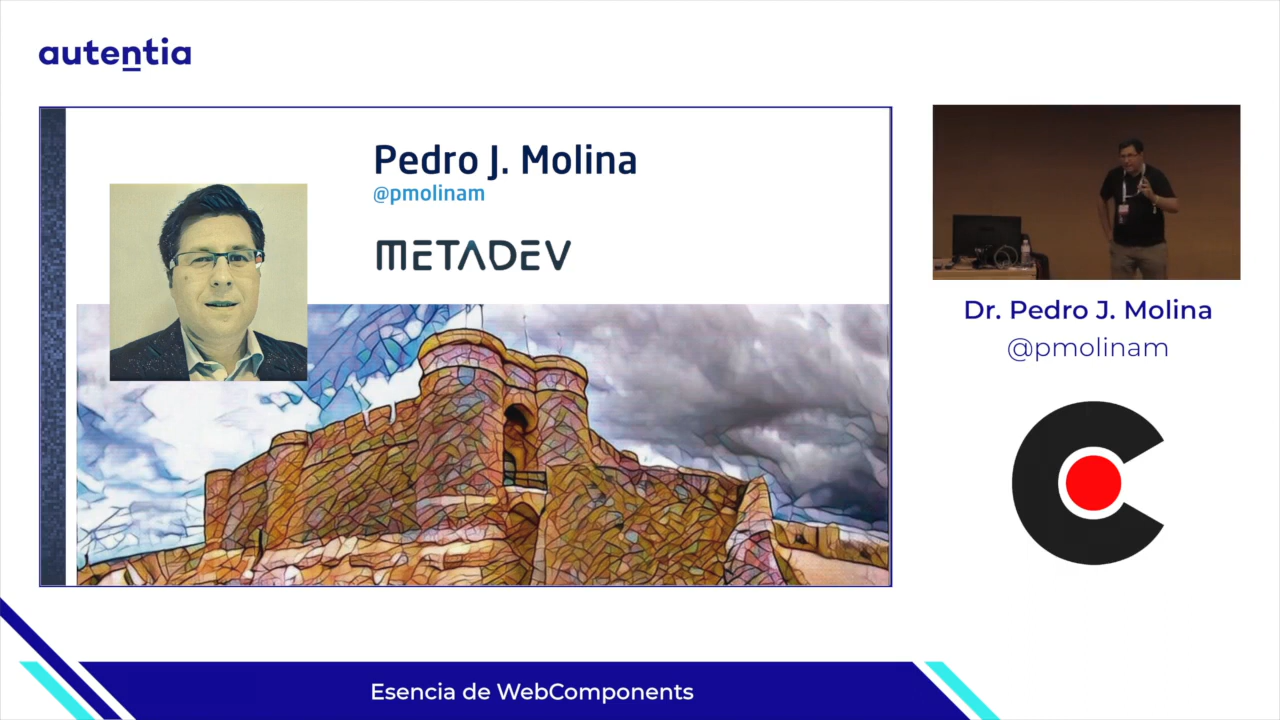 autentia
Pedro J. Molina
@pmolinam
METADEV
Dr. Pedro J. Molina
@pmolinam
Esencia de WebComponents